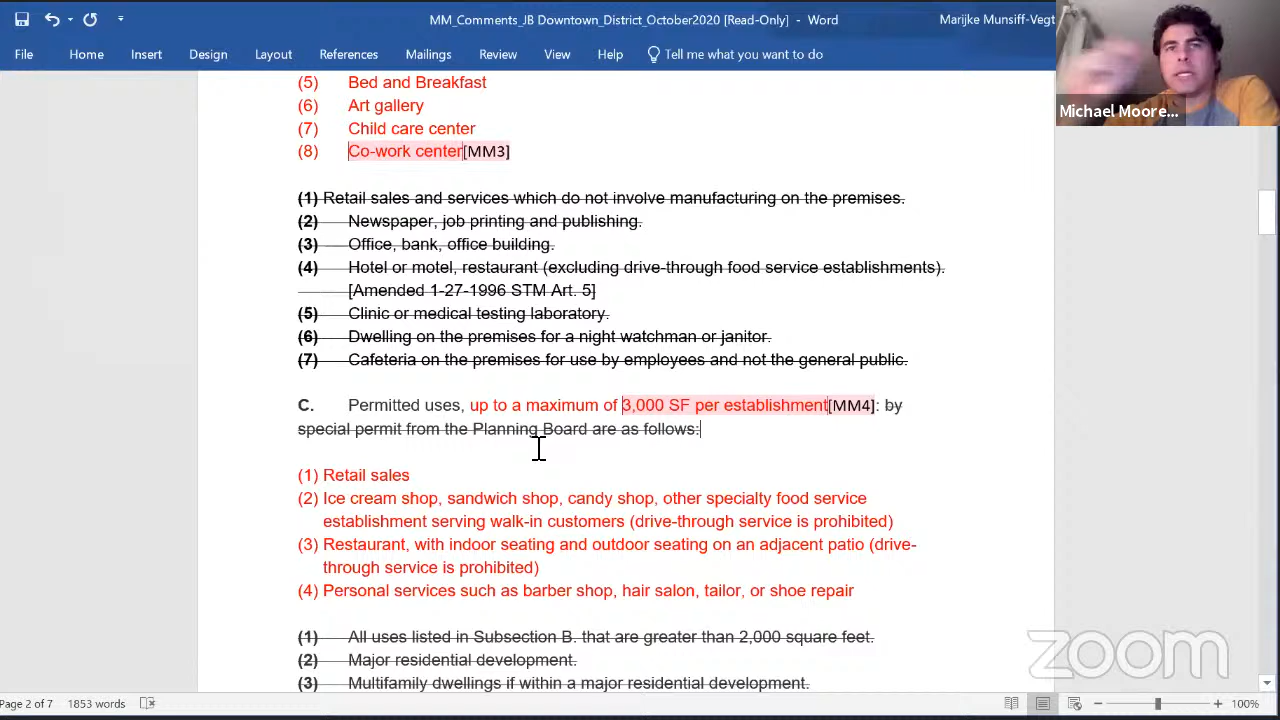 MM_Comments_JB Downtown_District_October2020 [Read-Only] - Word
Marijke Munsiff-Vegt
File Home Insert Design Layout References Mailings Review View Help Tell me what you want to do
Michael Moore...
(5) Bed and Breakfast
(6) Art gallery
(7) Child care center
(8) Co-work center[MM3]
(1) Retail sales and services which do not involve manufacturing on the premises.
(2) Newspaper, job printing and publishing.
(3) Office, bank, office building.
(4) Hotel or motel, restaurant (excluding drive-through food service establishments).
[Amended 1-27-1996 STM Art. 5]
(5) Clinic or medical testing laboratory.
(6) Dwelling on the premises for a night watchman or janitor.
(7) Cafeteria on the premises for use by employees and not the general public.
C. Permitted uses, up to a maximum of 3,000 SF per establishment[MM4]: by
special permit from the Planning Board are as follows:
(1) Retail sales
(2) Ice cream shop, sandwich shop, candy shop, other specialty food service
establishment serving walk-in customers (drive-through service is prohibited)
(3) Restaurant, with indoor seating and outdoor seating on an adjacent patio (drive-
through service is prohibited)
(4) Personal services such as barber shop, hair salon, tailor, or shoe repair
(1) All uses listed in Subsection B. that are greater than 2,000 square feet.
(2) Major residential development.
(3) Multifamily dwellings if within a major residential development.
zoom
Page 2 of 7 1853 words
100%